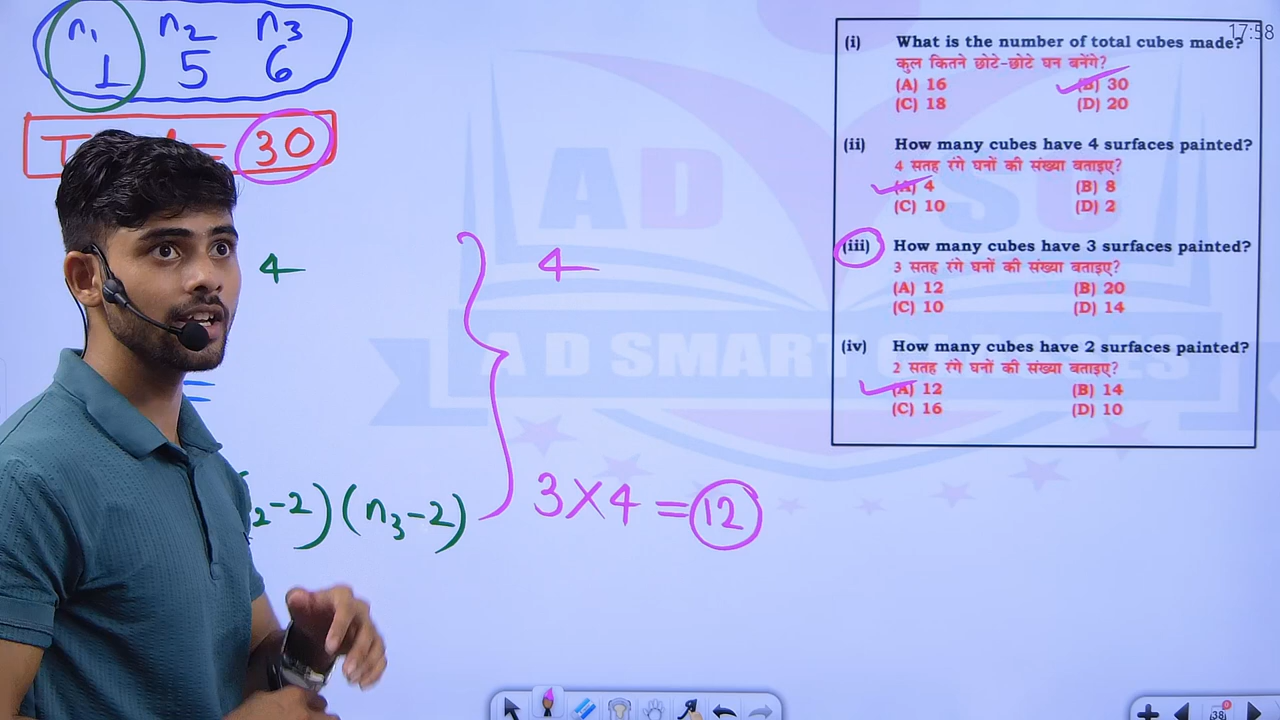 n₁ n₂ n₃
1 5 6
= 30
4
=
₂-2)(n₃-2)
4
3×4 = 12
17:58
(i) What is the number of total cubes made?
कुल कितने छोटे-छोटे घन बनेंगे?
(A) 16 (B) 30
(C) 18 (D) 20
(ii) How many cubes have 4 surfaces painted?
4 सतह रंगे घनों की संख्या बताइए?
(A) 4 (B) 8
(C) 10 (D) 2
(iii) How many cubes have 3 surfaces painted?
3 सतह रंगे घनों की संख्या बताइए?
(A) 12 (B) 20
(C) 10 (D) 14
(iv) How many cubes have 2 surfaces painted?
2 सतह रंगे घनों की संख्या बताइए?
(A) 12 (B) 14
(C) 16 (D) 10
A D SMART CLASSES
38